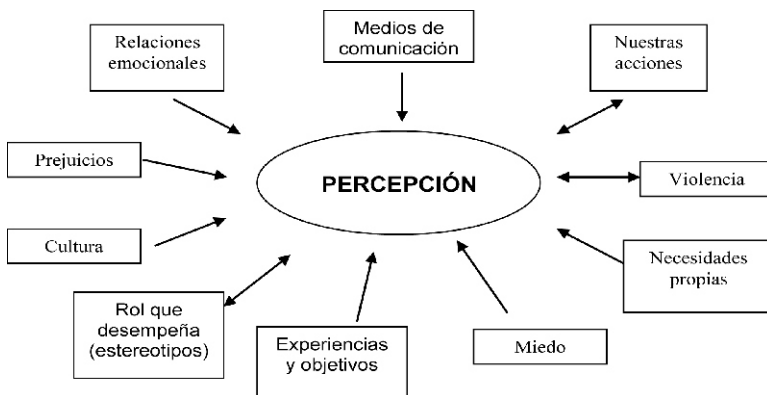 Relaciones
emocionales
Medios de
comunicación
Nuestras
acciones
Prejuicios
PERCEPCIÓN
Violencia
Cultura
Necesidades
propias
Rol que
desempeña
(estereotipos)
Experiencias
y objetivos
Miedo